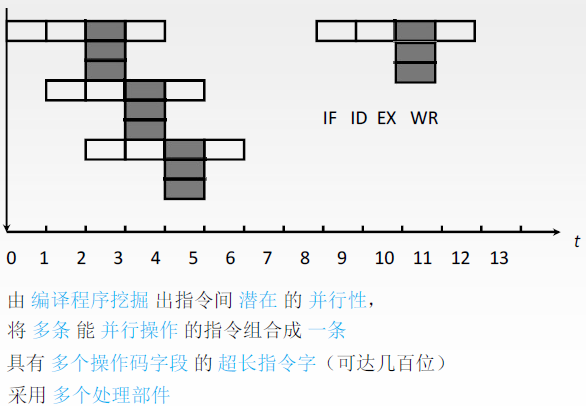 IF ID EX WR
t
0 1 2 3 4 5 6 7 8 9 10 11 12 13
由 编译程序挖掘 出指令间 潜在 的 并行性,
将 多条 能 并行操作 的指令组合成 一条
具有 多个操作码字段 的 超长指令字（可达几百位）
采用 多个处理部件